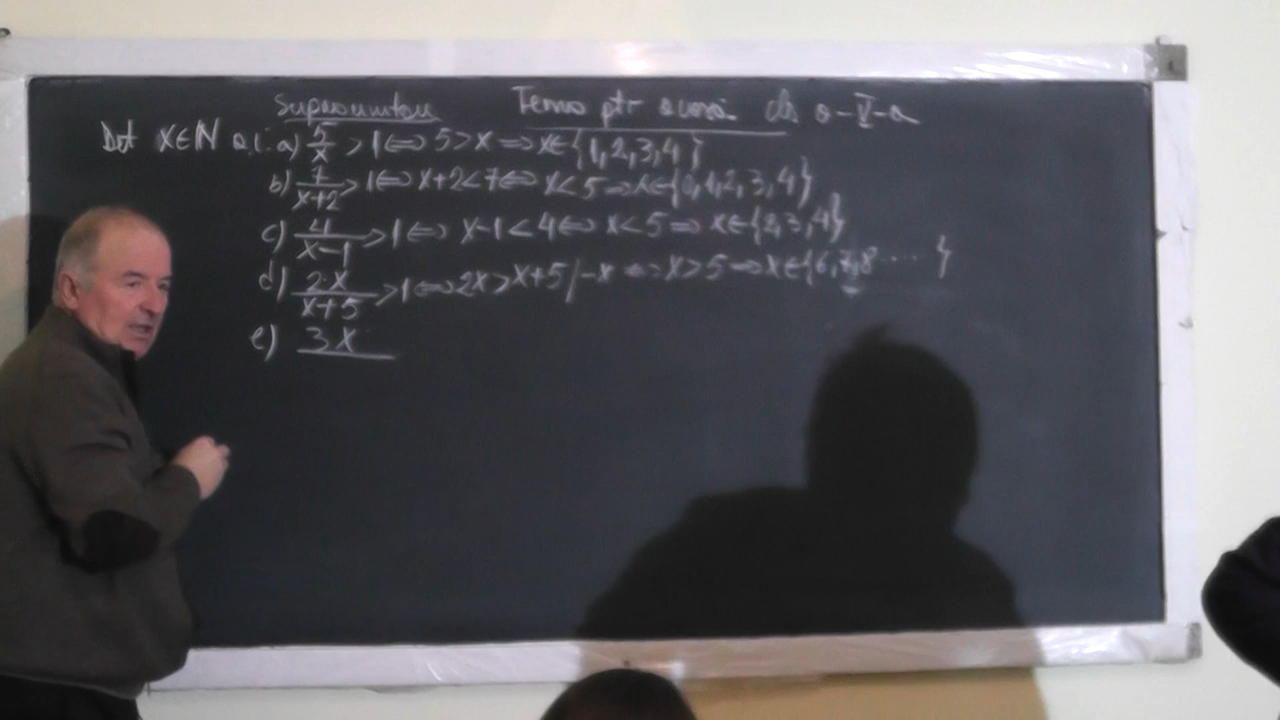 Supraunitare Tema ptr acasă cls a-V-a
Det x∈N a.i. a) 5/x > 1 ⇔ 5 > x ⇒ x∈{1,2,3,4}
b) 7/(x+2) > 1 ⇔ x+2 < 7 ⇔ x < 5 ⇒ x∈{0,1,2,3,4}
c) 4/(x-1) > 1 ⇔ x-1 < 4 ⇔ x < 5 ⇒ x∈{2,3,4}
d) 2·x/(x+5) > 1 ⇔ 2x > x+5 /-x ⇔ x > 5 ⇒ x∈{6,7,8 .... }
e) 3x